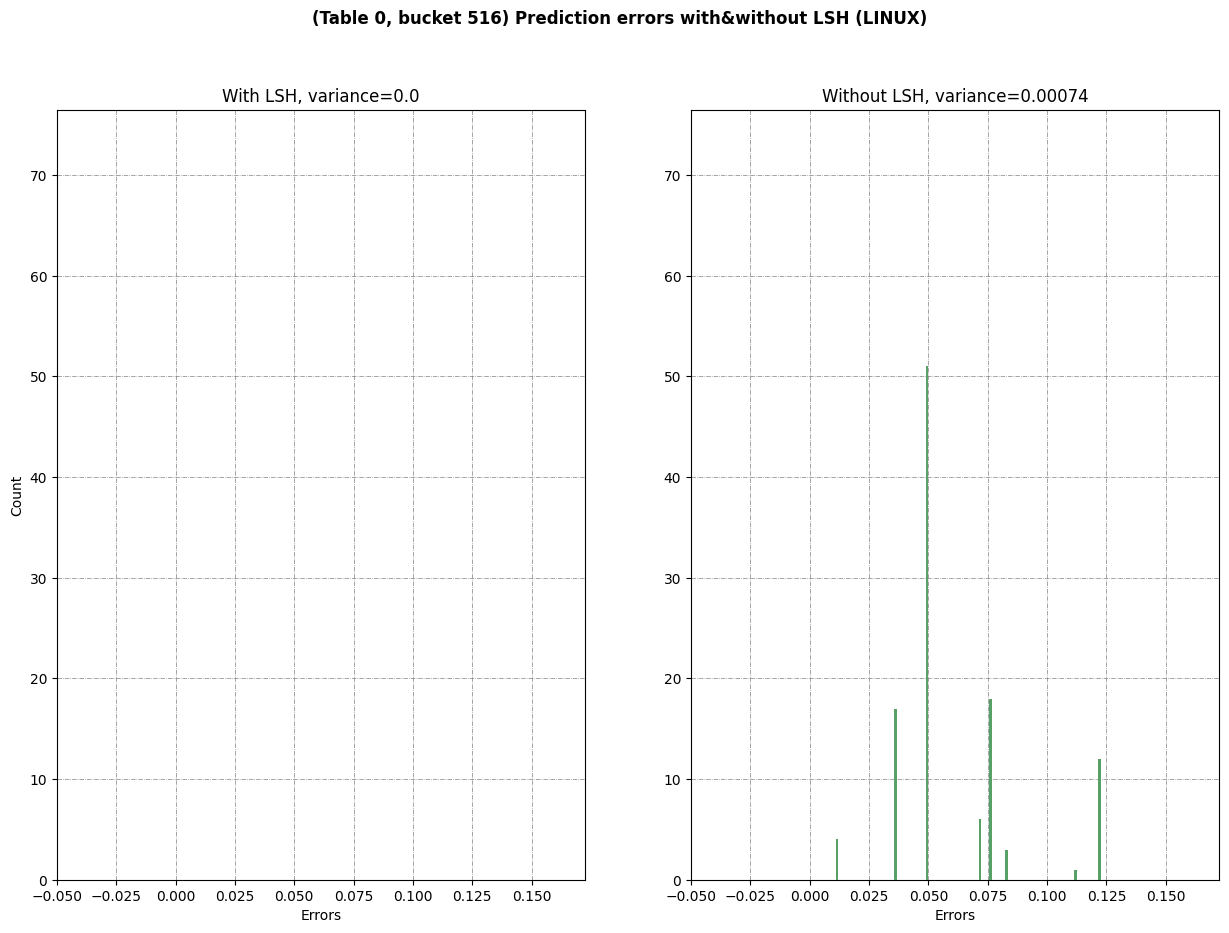 (Table 0, bucket 516) Prediction errors with&without LSH (LINUX)
With LSH, variance=0.0
Count
70
60
50
40
30
20
10
0
−0.050 −0.025 0.000 0.025 0.050 0.075 0.100 0.125 0.150
Errors
Without LSH, variance=0.00074
70
60
50
40
30
20
10
0
−0.050 −0.025 0.000 0.025 0.050 0.075 0.100 0.125 0.150
Errors